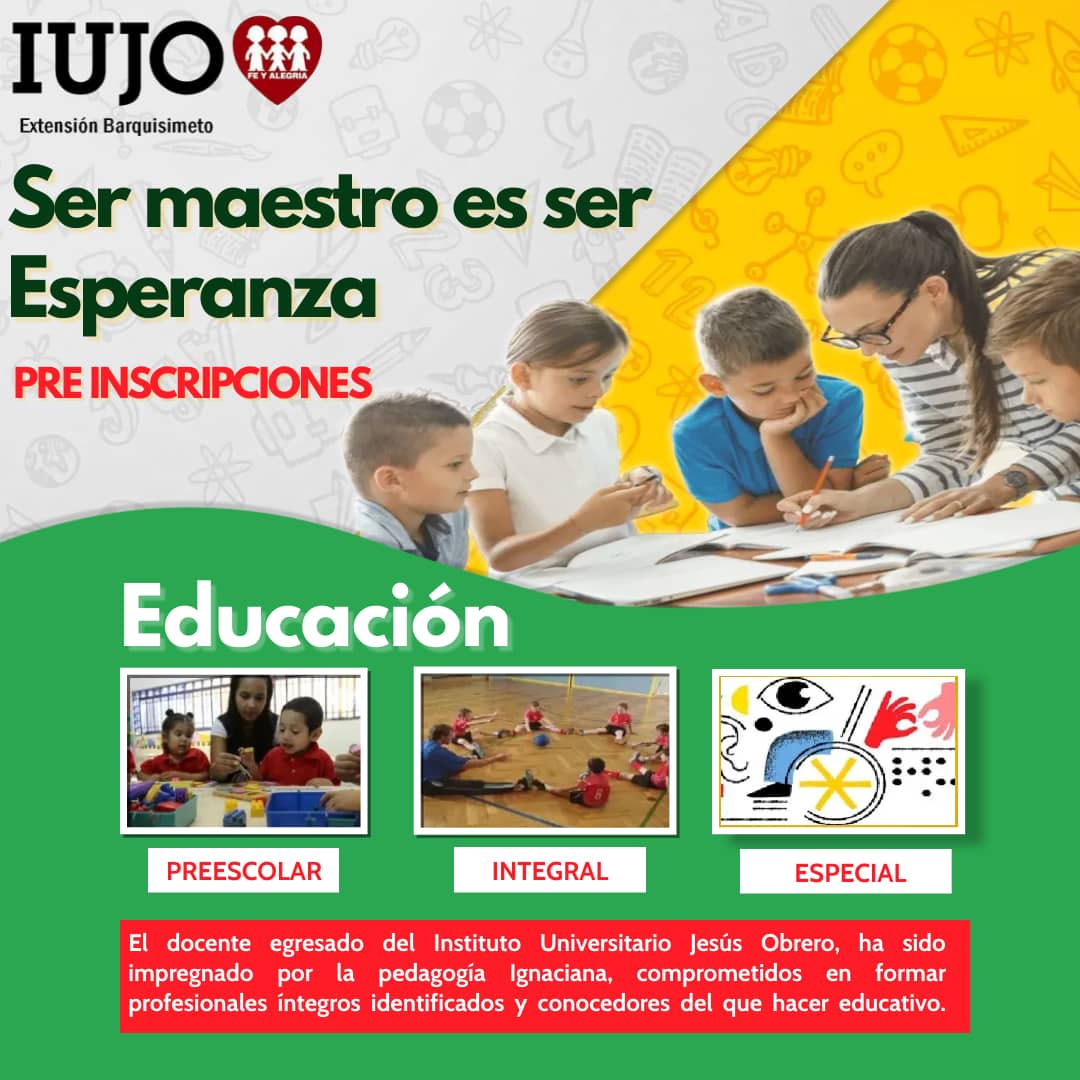 IUJO
FE Y ALEGRIA
Extensión Barquisimeto
Ser maestro es ser
Esperanza
PRE INSCRIPCIONES
Educación
PREESCOLAR
INTEGRAL
ESPECIAL
El docente egresado del Instituto Universitario Jesús Obrero, ha sido
impregnado por la pedagogía Ignaciana, comprometidos en formar
profesionales íntegros identificados y conocedores del que hacer educativo.